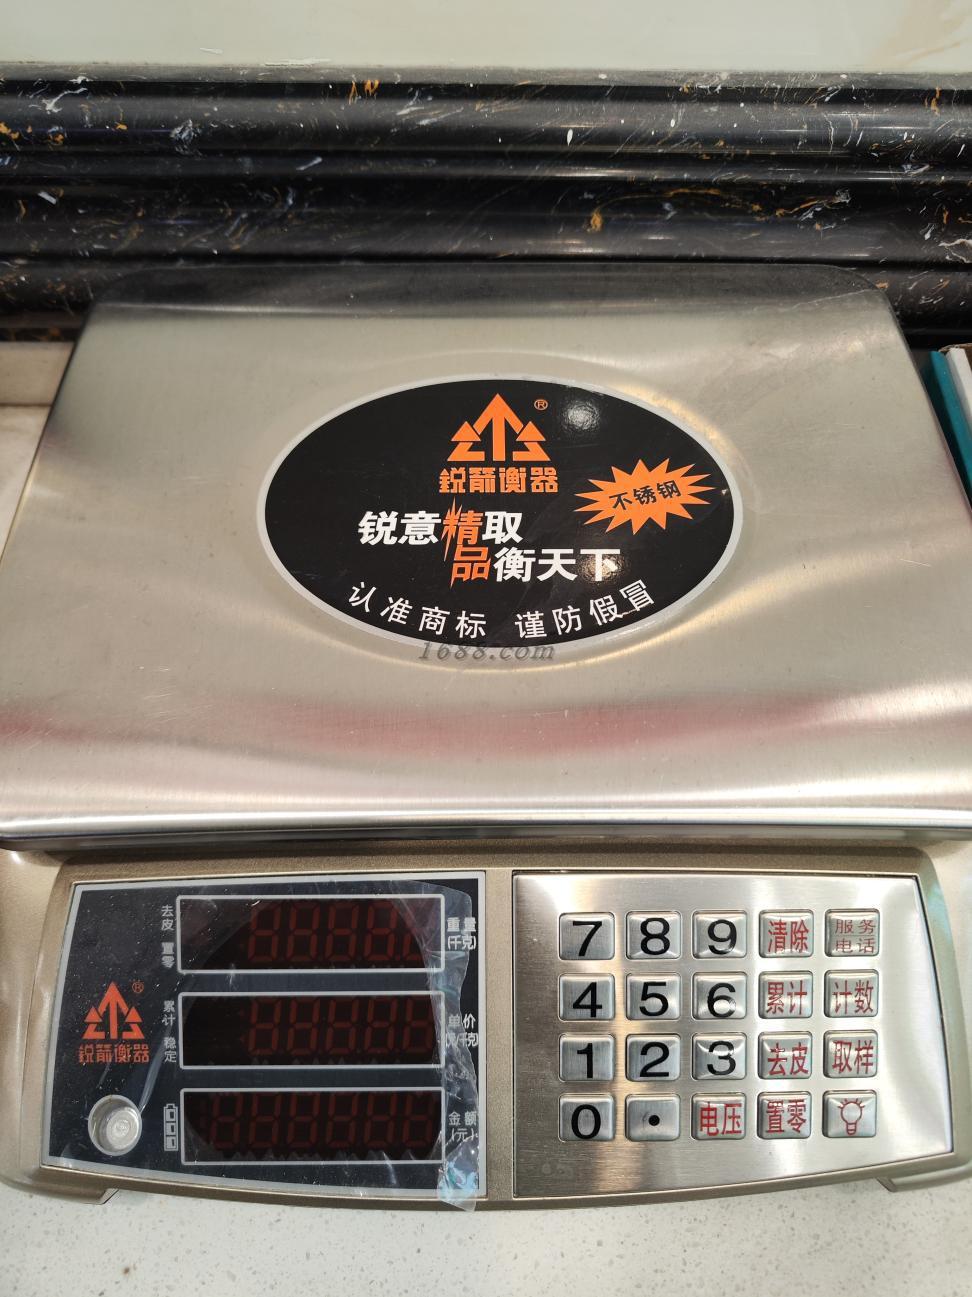 ®
锐箭衡器
不锈钢
锐意精取
品衡天下
认准商标 谨防假冒
1688.com
去皮 置零
重量
(千克)
累计 稳定
单价
®
锐箭衡器
金额
(元)
7 8 9 清除 服务电话
4 5 6 累计 计数
1 2 3 去皮 取样
0 · 电压 置零